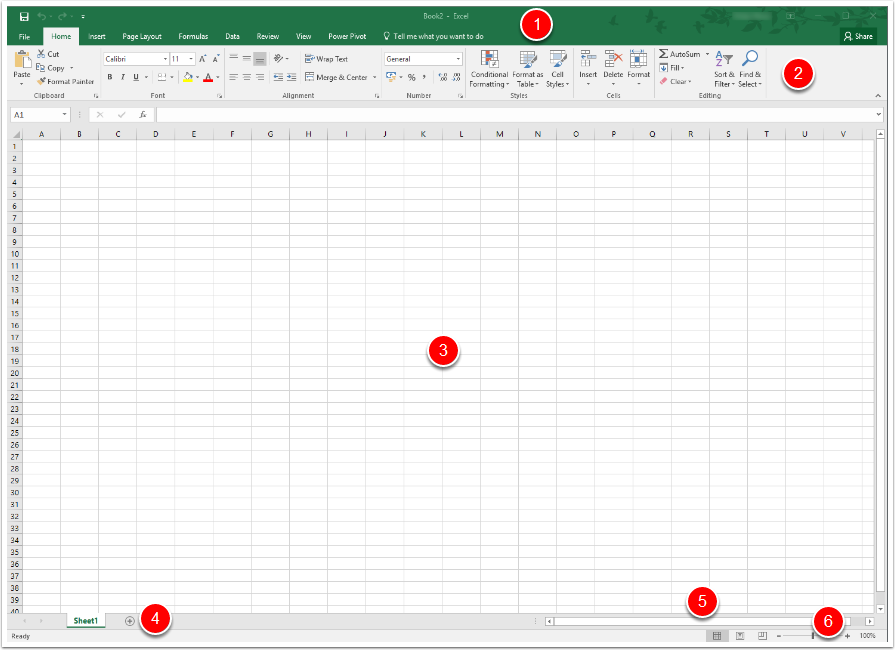 Book2 - Excel
1
File Home Insert Page Layout Formulas Data Review View Power Pivot Tell me what you want to do Share
Paste
Cut
Copy
Format Painter
Clipboard
Calibri 11
B I U
Font
Wrap Text
Merge & Center
Alignment
General
%
Number
Conditional Formatting
Format as Table
Cell Styles
Styles
Insert Delete Format
Cells
AutoSum
Fill
Clear
Sort & Filter
Find & Select
Editing
2
A1 fx
A B C D E F G H I J K L M N O P Q R S T U V
1
2
3
4
5
6
7
8
9
10
11
12
13
14
15
16
17
18
3
19
20
21
22
23
24
25
26
27
28
29
30
31
32
33
34
35
36
37
38
39
40
5
Sheet1 4 6
Ready 100%